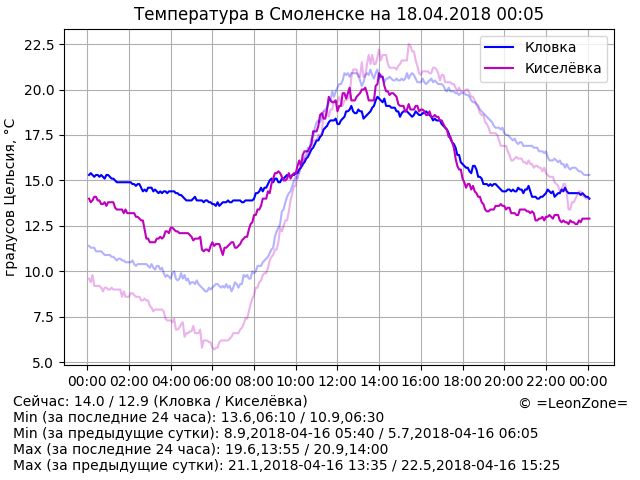 Температура в Смоленске на 18.04.2018 00:05
Кловка
Киселёвка
градусов Цельсия, °C
22.5
20.0
17.5
15.0
12.5
10.0
7.5
5.0
00:00 02:00 04:00 06:00 08:00 10:00 12:00 14:00 16:00 18:00 20:00 22:00 00:00
Сейчас: 14.0 / 12.9 (Кловка / Киселёвка)
© =LeonZone=
Min (за последние 24 часа): 13.6,06:10 / 10.9,06:30
Min (за предыдущие сутки): 8.9,2018-04-16 05:40 / 5.7,2018-04-16 06:05
Max (за последние 24 часа): 19.6,13:55 / 20.9,14:00
Max (за предыдущие сутки): 21.1,2018-04-16 13:35 / 22.5,2018-04-16 15:25